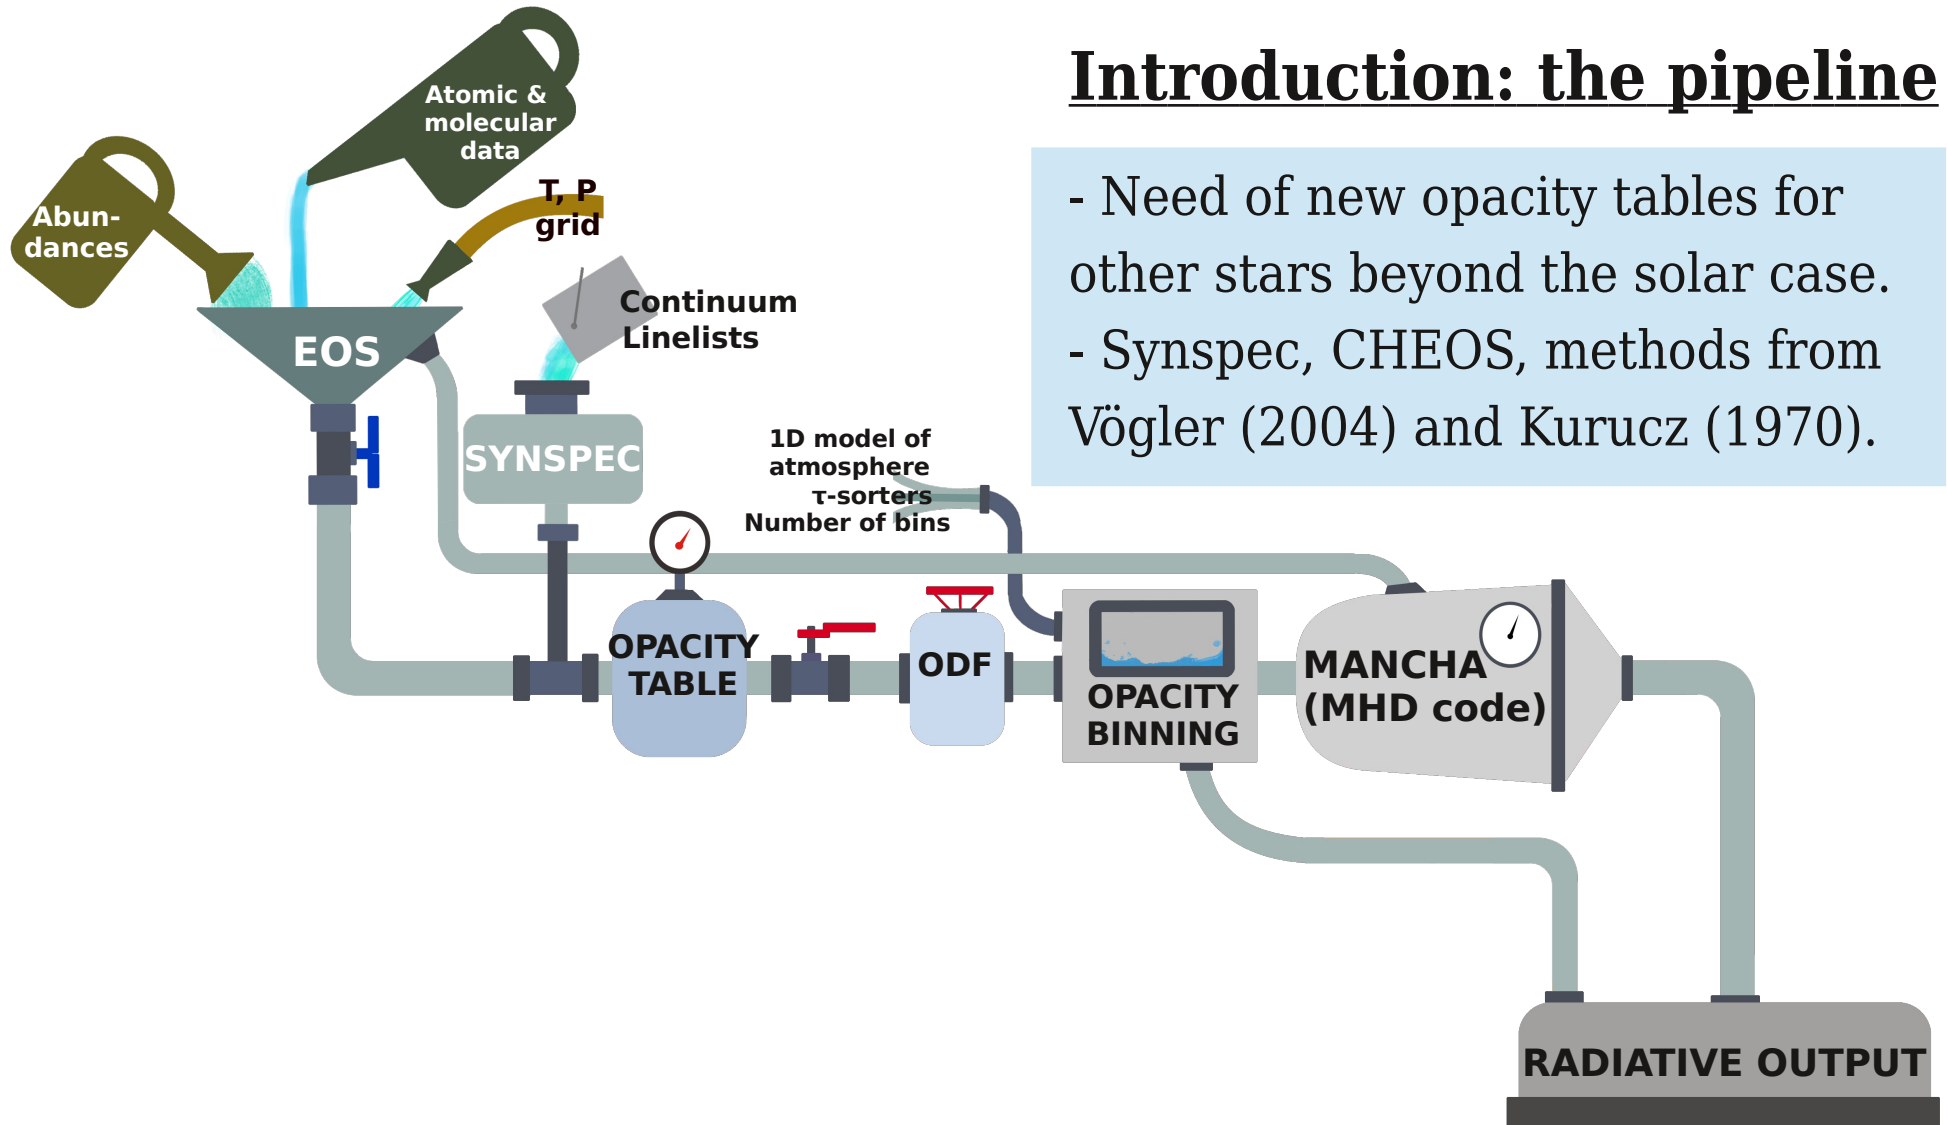 Introduction: the pipeline
- Need of new opacity tables for
other stars beyond the solar case.
- Synspec, CHEOS, methods from
Vögler (2004) and Kurucz (1970).
Atomic &
molecular
data
Abun-
dances
T, P
grid
EOS
Continuum
Linelists
SYNSPEC
1D model of
atmosphere
τ-sorters
Number of bins
OPACITY
TABLE
ODF
OPACITY
BINNING
MANCHA
(MHD code)
RADIATIVE OUTPUT